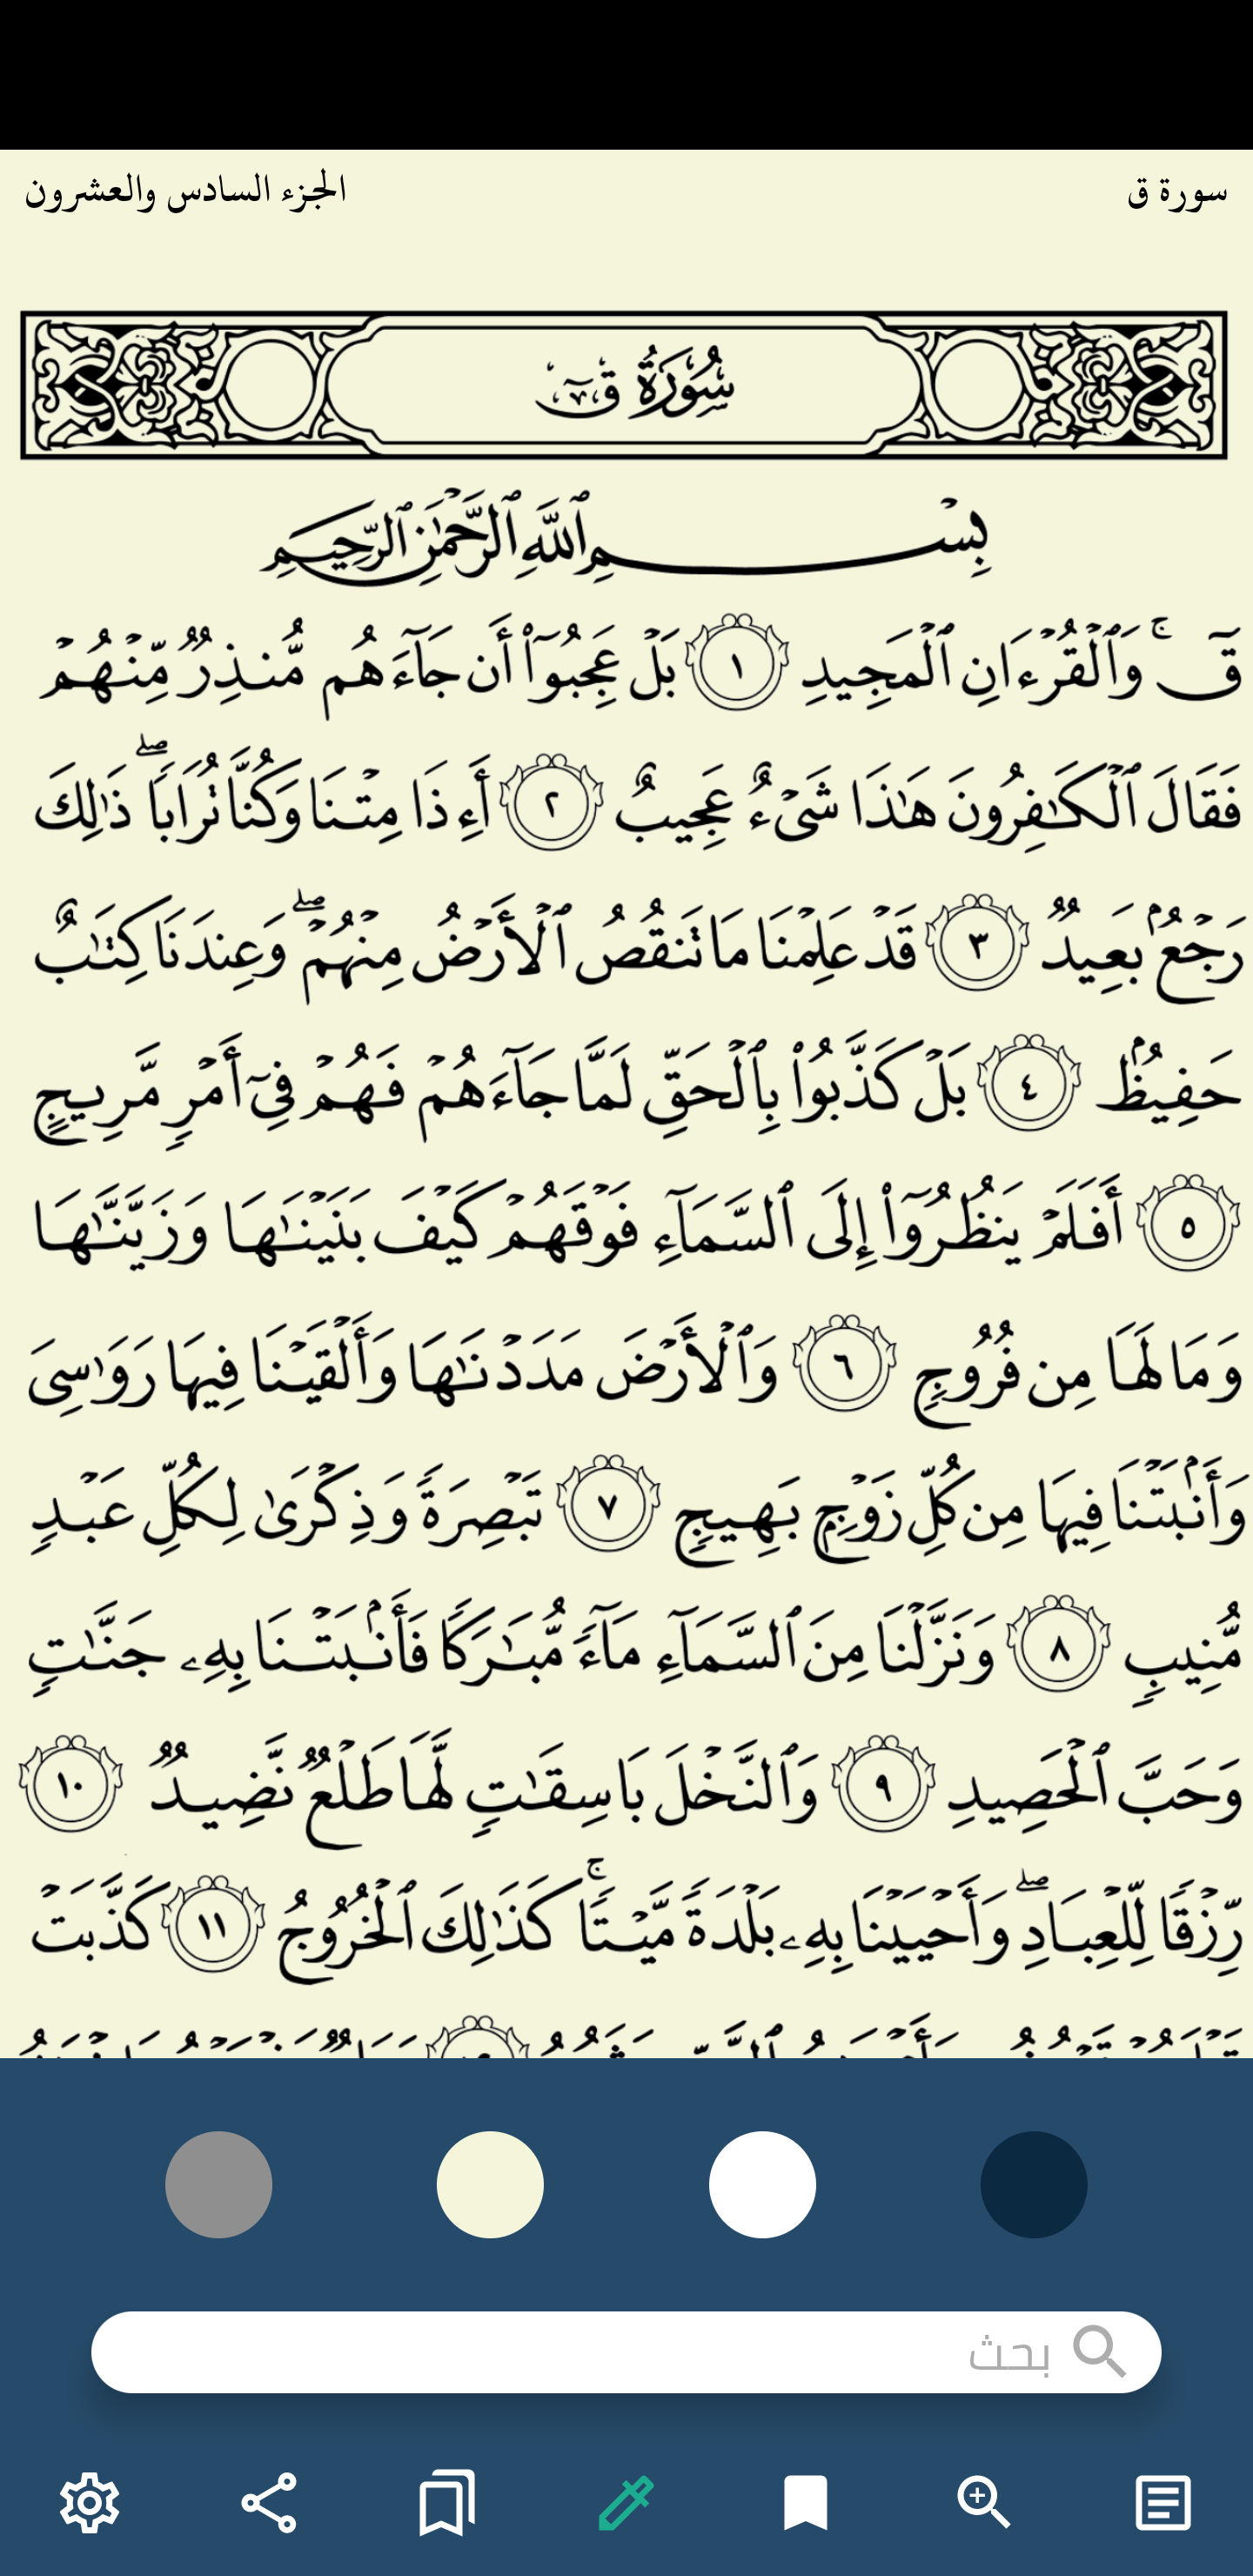 سورة ق
الجزء السادس والعشرون
سُورَةُ قٓ
بِسۡمِ ٱللَّهِ ٱلرَّحۡمَٰنِ ٱلرَّحِيمِ
قٓۚ وَٱلۡقُرۡءَانِ ٱلۡمَجِيدِ ١ بَلۡ عَجِبُوٓاْ أَن جَآءَهُم مُّنذِرٞ مِّنۡهُمۡ
فَقَالَ ٱلۡكَٰفِرُونَ هَٰذَا شَيۡءٌ عَجِيبٌ ٢ أَءِذَا مِتۡنَا وَكُنَّا تُرَابٗاۖ ذَٰلِكَ
رَجۡعُۢ بَعِيدٞ ٣ قَدۡ عَلِمۡنَا مَا تَنقُصُ ٱلۡأَرۡضُ مِنۡهُمۡۖ وَعِندَنَا كِتَٰبٌ
حَفِيظُۢ ٤ بَلۡ كَذَّبُواْ بِٱلۡحَقِّ لَمَّا جَآءَهُمۡ فَهُمۡ فِيٓ أَمۡرٖ مَّرِيجٍ
٥ أَفَلَمۡ يَنظُرُوٓاْ إِلَى ٱلسَّمَآءِ فَوۡقَهُمۡ كَيۡفَ بَنَيۡنَٰهَا وَزَيَّنَّٰهَا
وَمَا لَهَا مِن فُرُوجٖ ٦ وَٱلۡأَرۡضَ مَدَدۡنَٰهَا وَأَلۡقَيۡنَا فِيهَا رَوَٰسِيَ
وَأَنۢبَتۡنَا فِيهَا مِن كُلِّ زَوۡجِۭ بَهِيجٖ ٧ تَبۡصِرَةٗ وَذِكۡرَىٰ لِكُلِّ عَبۡدٖ
مُّنِيبٖ ٨ وَنَزَّلۡنَا مِنَ ٱلسَّمَآءِ مَآءٗ مُّبَٰرَكٗا فَأَنۢبَتۡنَا بِهِۦ جَنَّٰتٖ
وَحَبَّ ٱلۡحَصِيدِ ٩ وَٱلنَّخۡلَ بَاسِقَٰتٖ لَّهَا طَلۡعٞ نَّضِيدٞ ١٠
رِّزۡقٗا لِّلۡعِبَادِۖ وَأَحۡيَيۡنَا بِهِۦ بَلۡدَةٗ مَّيۡتٗاۚ كَذَٰلِكَ ٱلۡخُرُوجُ ١١ كَذَّبَتۡ
بحث